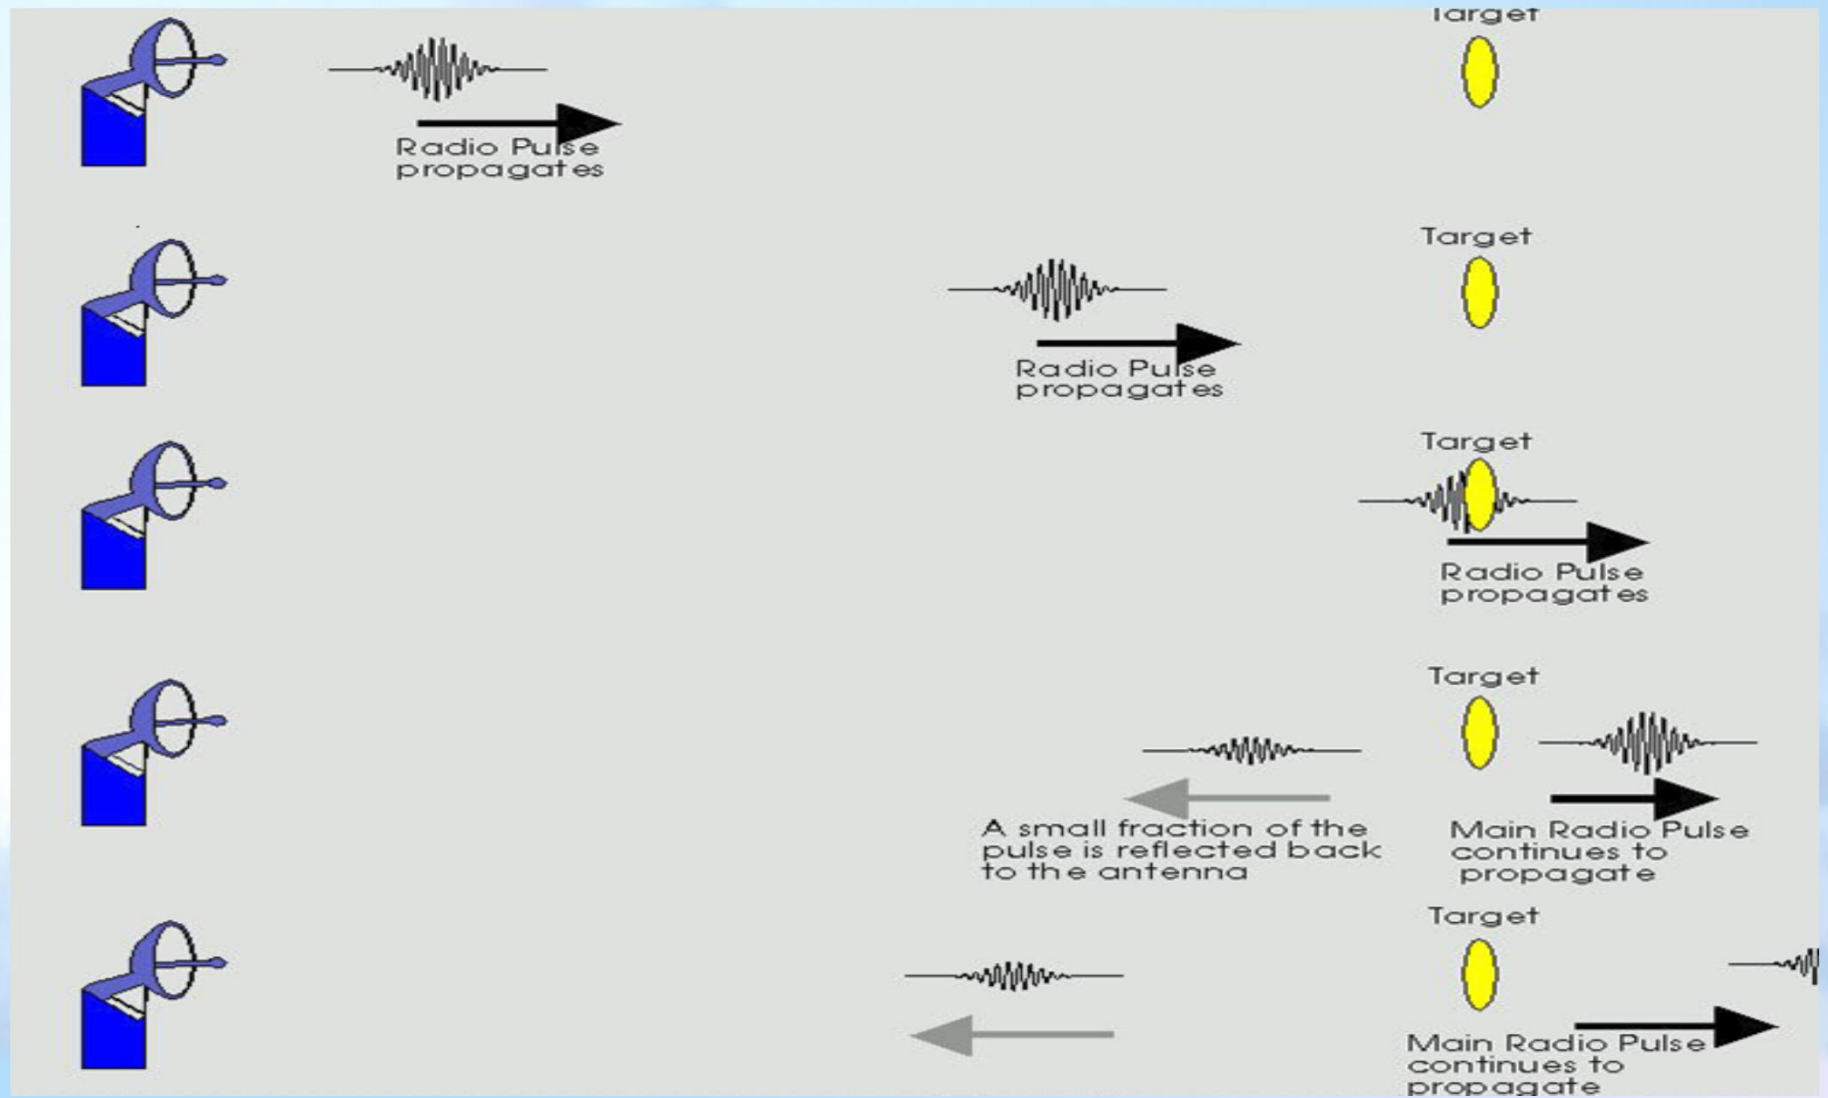 Target
Radio Pulse
propagates
Target
Radio Pulse
propagates
Target
Radio Pulse
propagates
Target
A small fraction of the
pulse is reflected back
to the antenna
Main Radio Pulse
continues to
propagate
Target
Main Radio Pulse
continues to
propagate